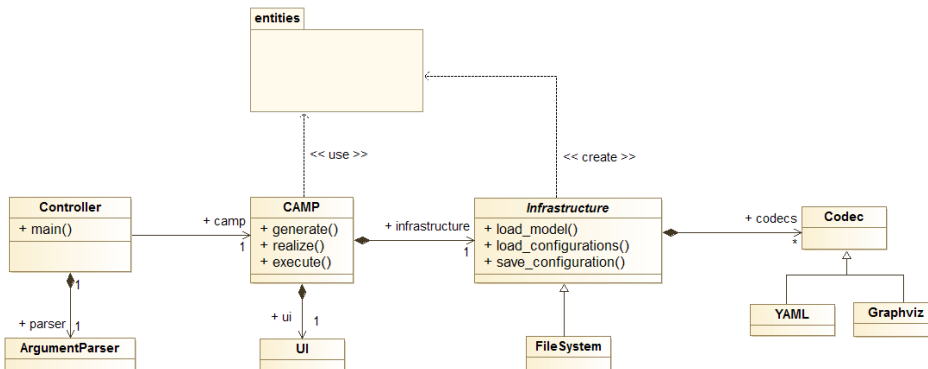 entities
<< use >>
<< create >>
Controller
+ main()
+ camp
1
CAMP
+ generate()
+ realize()
+ execute()
+ infrastructure
1
Infrastructure
+ load_model()
+ load_configurations()
+ save_configuration()
+ codecs
*
Codec
1
+ parser
1
ArgumentParser
1
+ ui
1
UI
FileSystem
YAML
Graphviz